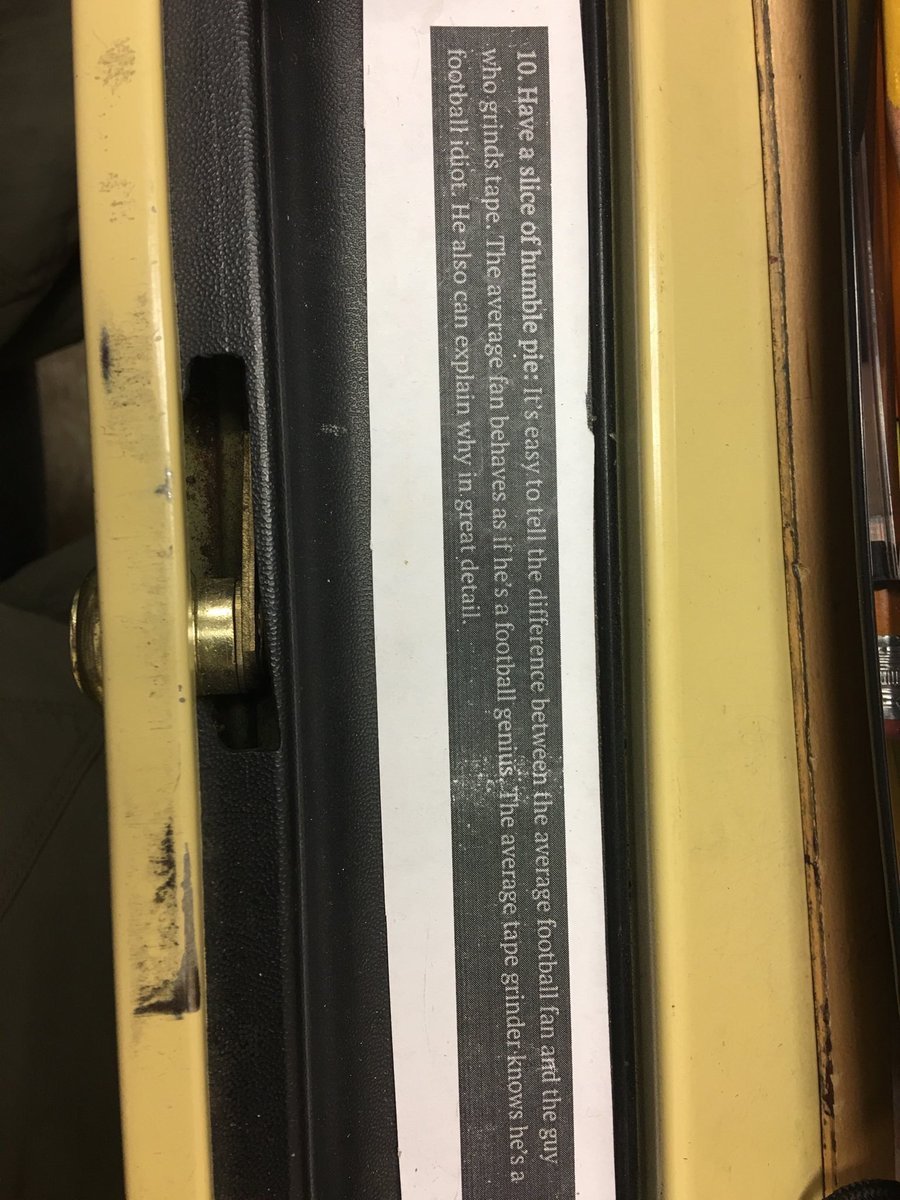 10. Have a slice of humble pie: It's easy to tell the difference between the average football fan and the guy
who grinds tape. The average fan behaves as if he's a football genius. The average tape grinder knows he's a
football idiot. He also can explain why in great detail.